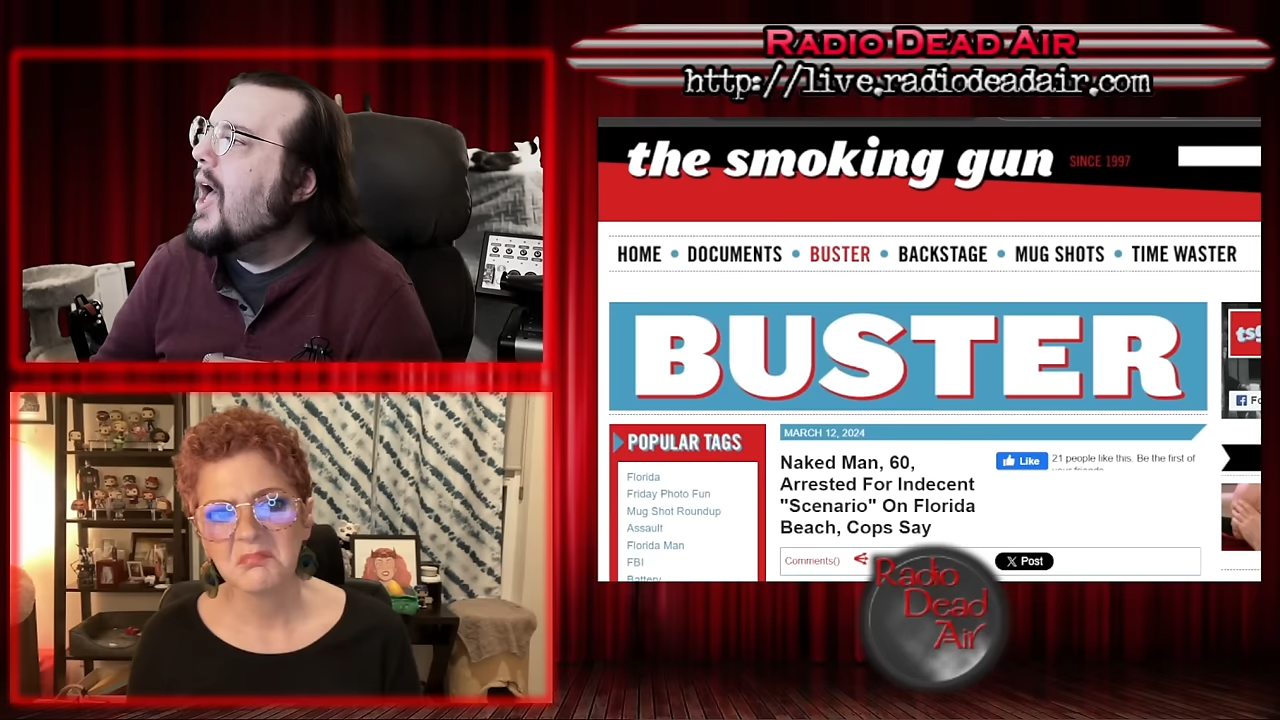 Radio Dead Air
http://live.radiodeadair.com
the smoking gun SINCE 1997
HOME • DOCUMENTS • BUSTER • BACKSTAGE • MUG SHOTS • TIME WASTER
BUSTER
POPULAR TAGS
Florida
Friday Photo Fun
Mug Shot Roundup
Assault
Florida Man
FBI
Battery
MARCH 12, 2024
Naked Man, 60,
Arrested For Indecent
"Scenario" On Florida
Beach, Cops Say
Like
21 people like this. Be the first of
your friends.
Comments()
X Post
Radio
Dead
Air